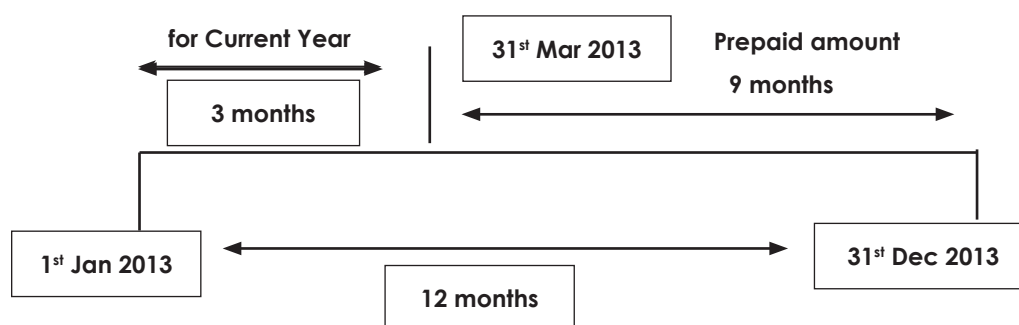 for Current Year
31st Mar 2013
Prepaid amount
9 months
3 months
1st Jan 2013
31st Dec 2013
12 months